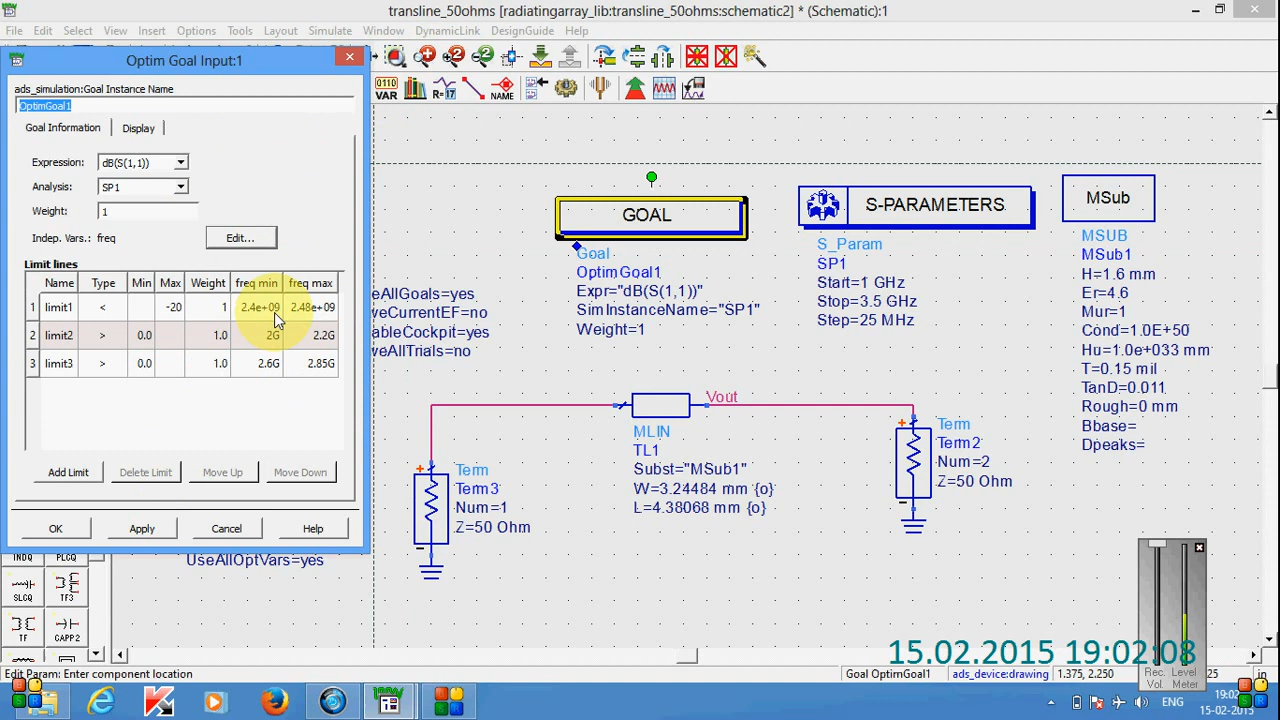 transline_50ohms [radiatingarray_lib:transline_50ohms:schematic2] * (Schematic):1
File Edit Select View Insert Options Tools Layout Simulate Window DynamicLink DesignGuide Help
Optim Goal Input:1
ads_simulation:Goal Instance Name
OptimGoal1
Goal Information Display
Expression: dB(S(1,1))
Analysis: SP1
Weight: 1
Indep. Vars.: freq Edit...
Limit lines
Name Type Min Max Weight freq min freq max
1 limit1 < -20 1 2.4e+09 2.48e+09
2 limit2 > 0.0 1.0 2G 2.2G
3 limit3 > 0.0 1.0 2.6G 2.85G
Add Limit Delete Limit Move Up Move Down
OK Apply Cancel Help
0110
VAR
R=17
NAME
GOAL
Goal
OptimGoal1
Expr="dB(S(1,1))"
SimInstanceName="SP1"
Weight=1
eAllGoals=yes
veCurrentEF=no
ableCockpit=yes
veAllTrials=no
S-PARAMETERS
S_Param
SP1
Start=1 GHz
Stop=3.5 GHz
Step=25 MHz
MSub
MSUB
MSub1
H=1.6 mm
Er=4.6
Mur=1
Cond=1.0E+50
Hu=1.0e+033 mm
T=0.15 mil
TanD=0.011
Rough=0 mm
Bbase=
Dpeaks=
Vout
MLIN
TL1
Subst="MSub1"
W=3.24484 mm {o}
L=4.38068 mm {o}
Term
Term3
Num=1
Z=50 Ohm
Term
Term2
Num=2
Z=50 Ohm
UseAllOptVars=yes
INDQ PLCQ
SLCQ TF3
TF CAPP2
15.02.2015 19:02:08
Rec. Level
Vol. Meter
Edit Param: Enter component location
Goal OptimGoal1 ads_device:drawing 1.375, 2.250 25 in
ENG
19:02
15-02-2015